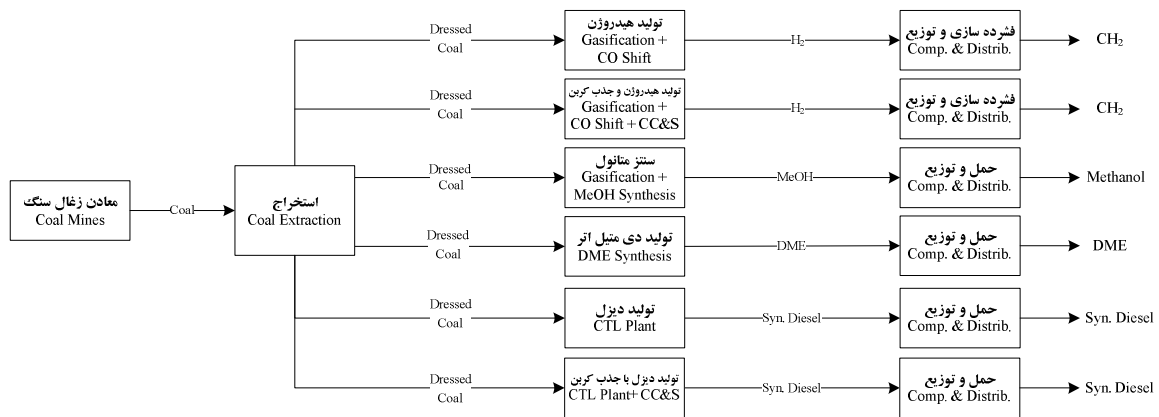 معادن زغال سنگ
Coal Mines
Coal
استخراج
Coal Extraction
Dressed
Coal
تولید هیدروژن
Gasification +
CO Shift
H₂
فشرده سازی و توزیع
Comp. & Distrib.
CH₂
Dressed
Coal
تولید هیدروژن و جذب کربن
Gasification +
CO Shift + CC&S
H₂
فشرده سازی و توزیع
Comp. & Distrib.
CH₂
Dressed
Coal
سنتز متانول
Gasification +
MeOH Synthesis
MeOH
حمل و توزیع
Comp. & Distrib.
Methanol
Dressed
Coal
تولید دی متیل اتر
DME Synthesis
DME
حمل و توزیع
Comp. & Distrib.
DME
Dressed
Coal
تولید دیزل
CTL Plant
Syn. Diesel
حمل و توزیع
Comp. & Distrib.
Syn. Diesel
Dressed
Coal
تولید دیزل با جذب کربن
CTL Plant+ CC&S
Syn. Diesel
حمل و توزیع
Comp. & Distrib.
Syn. Diesel